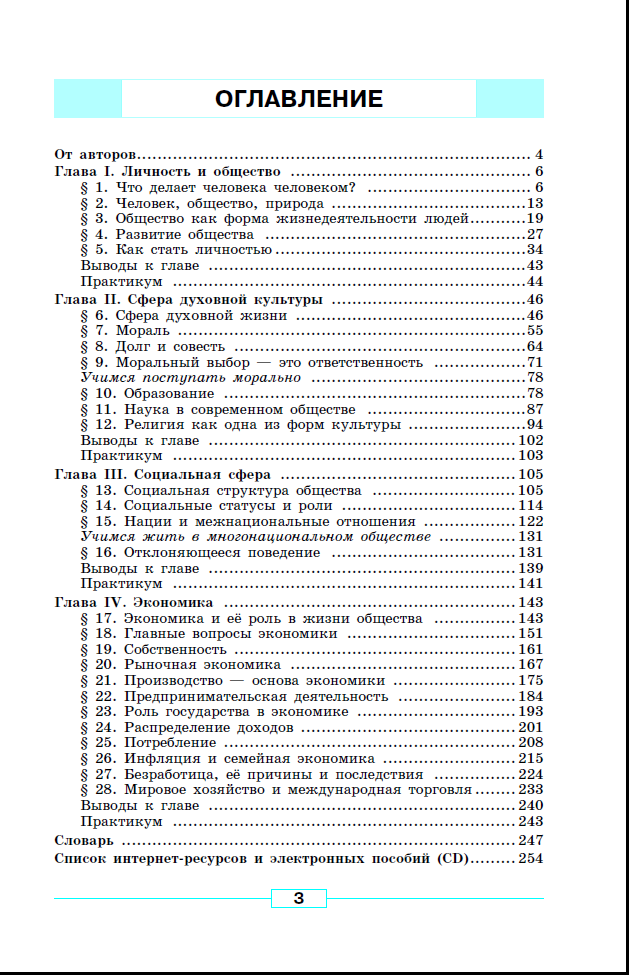 ОГЛАВЛЕНИЕ
От авторов.......................................................................... 4
Глава I. Личность и общество ............................................ 6
§ 1. Что делает человека человеком? ............................... 6
§ 2. Человек, общество, природа .....................................13
§ 3. Общество как форма жизнедеятельности людей...........19
§ 4. Развитие общества .................................................27
§ 5. Как стать личностью...............................................34
Выводы к главе ..........................................................43
Практикум .................................................................44
Глава II. Сфера духовной культуры .....................................46
§ 6. Сфера духовной жизни ...........................................46
§ 7. Мораль .................................................................55
§ 8. Долг и совесть .......................................................64
§ 9. Моральный выбор — это ответственность .................71
Учимся поступать морально .........................................78
§ 10. Образование ........................................................78
§ 11. Наука в современном обществе ..............................87
§ 12. Религия как одна из форм культуры .......................94
Выводы к главе ......................................................... 102
Практикум ................................................................ 103
Глава III. Социальная сфера ............................................. 105
§ 13. Социальная структура общества ........................... 105
§ 14. Социальные статусы и роли ................................. 114
§ 15. Нации и межнациональные отношения .................. 122
Учимся жить в многонациональном обществе ............... 131
§ 16. Отклоняющееся поведение ................................... 131
Выводы к главе ......................................................... 139
Практикум ................................................................ 141
Глава IV. Экономика ....................................................... 143
§ 17. Экономика и её роль в жизни общества ................ 143
§ 18. Главные вопросы экономики ................................ 151
§ 19. Собственность ..................................................... 161
§ 20. Рыночная экономика ........................................... 167
§ 21. Производство — основа экономики ........................ 175
§ 22. Предпринимательская деятельность ...................... 184
§ 23. Роль государства в экономике .............................. 193
§ 24. Распределение доходов ......................................... 201
§ 25. Потребление ....................................................... 208
§ 26. Инфляция и семейная экономика .......................... 215
§ 27. Безработица, её причины и последствия ................ 224
§ 28. Мировое хозяйство и международная торговля........ 233
Выводы к главе ......................................................... 240
Практикум ................................................................ 243
Словарь .......................................................................... 247
Список интернет-ресурсов и электронных пособий (CD)......... 254
3